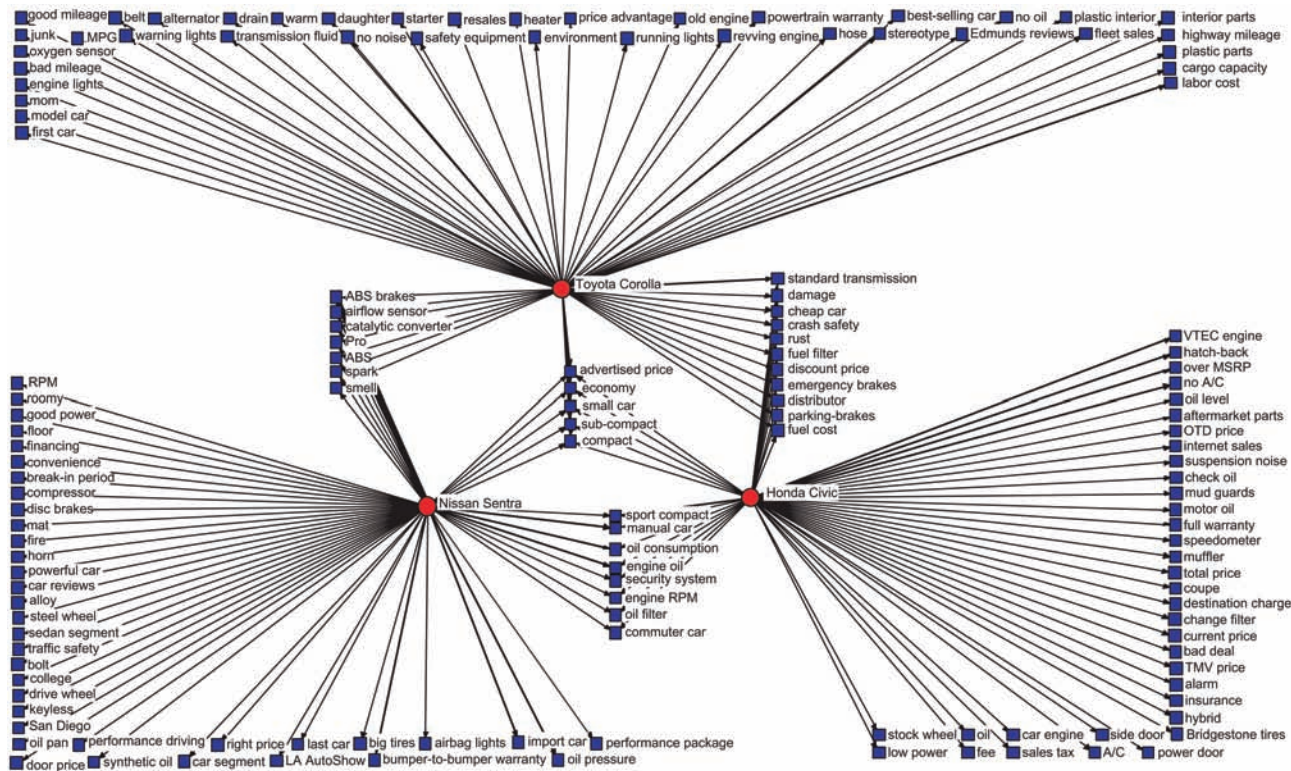 good mileage
belt
alternator
drain
warm
daughter
starter
resales
heater
price advantage
old engine
powertrain warranty
best-selling car
no oil
plastic interior
interior parts
junk
MPG
warning lights
transmission fluid
no noise
safety equipment
environment
running lights
revving engine
hose
stereotype
Edmunds reviews
fleet sales
highway mileage
oxygen sensor
plastic parts
bad mileage
cargo capacity
engine lights
labor cost
mom
model car
first car
Toyota Corolla
ABS brakes
airflow sensor
catalytic converter
Pro
ABS
spark
smell
standard transmission
damage
cheap car
crash safety
rust
fuel filter
discount price
emergency brakes
distributor
parking-brakes
fuel cost
advertised price
economy
small car
sub-compact
compact
RPM
roomy
good power
floor
financing
convenience
break-in period
compressor
disc brakes
mat
fire
horn
powerful car
car reviews
alloy
steel wheel
sedan segment
traffic safety
bolt
college
drive wheel
keyless
San Diego
oil pan
door price
Nissan Sentra
Honda Civic
sport compact
manual car
oil consumption
engine oil
security system
engine RPM
oil filter
commuter car
VTEC engine
hatch-back
over MSRP
no A/C
oil level
aftermarket parts
OTD price
internet sales
suspension noise
check oil
mud guards
motor oil
full warranty
speedometer
muffler
total price
coupe
destination charge
change filter
current price
bad deal
TMV price
alarm
insurance
hybrid
Bridgestone tires
performance driving
right price
last car
big tires
airbag lights
import car
performance package
synthetic oil
car segment
LA AutoShow
bumper-to-bumper warranty
oil pressure
stock wheel
oil
car engine
side door
low power
fee
sales tax
A/C
power door